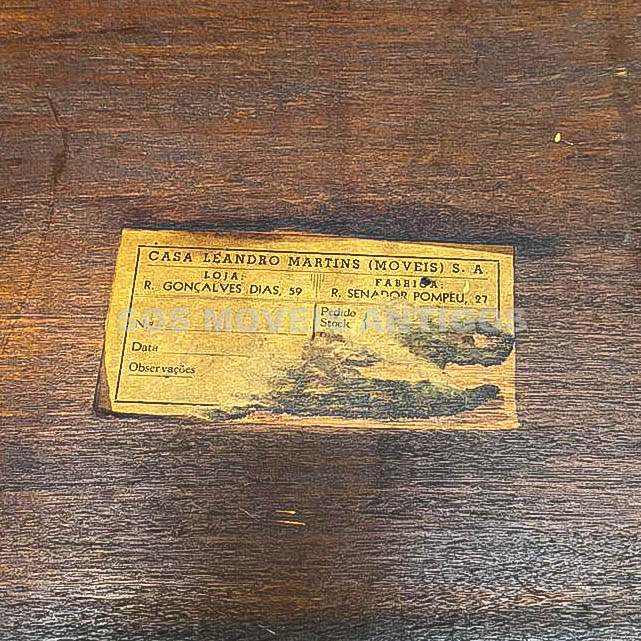 CASA LEANDRO MARTINS (MOVEIS) S. A.
LOJA:
R. GONÇALVES DIAS, 59
FABRICA:
R. SENADOR POMPEU, 27
SOS MOVEIS ANTIGOS
N.º
Pedido
Stock
Data
Observações